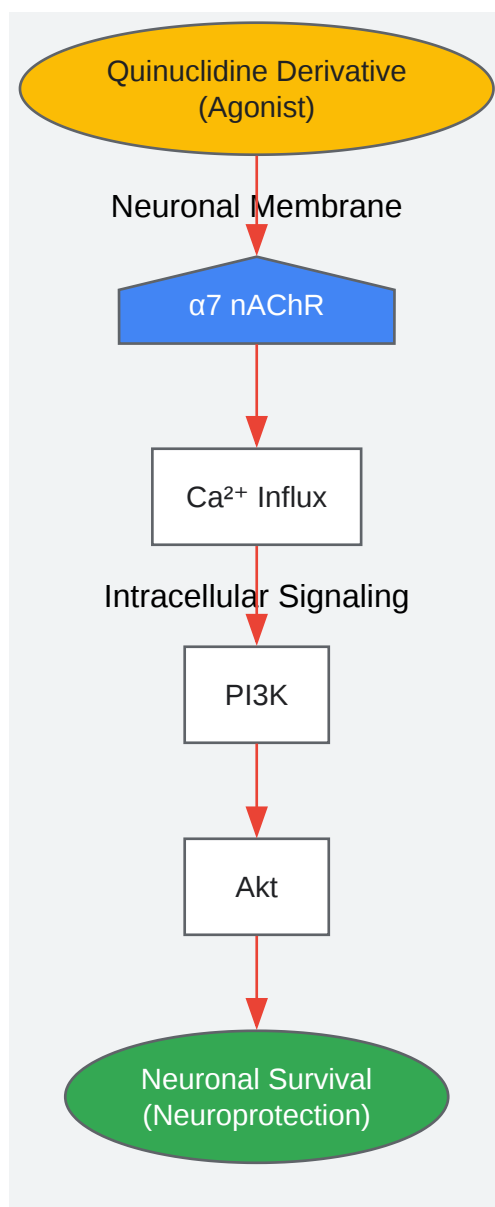 Quinuclidine Derivative
(Agonist)
Neuronal Membrane
α7 nAChR
Ca²⁺ Influx
Intracellular Signaling
PI3K
Akt
Neuronal Survival
(Neuroprotection)